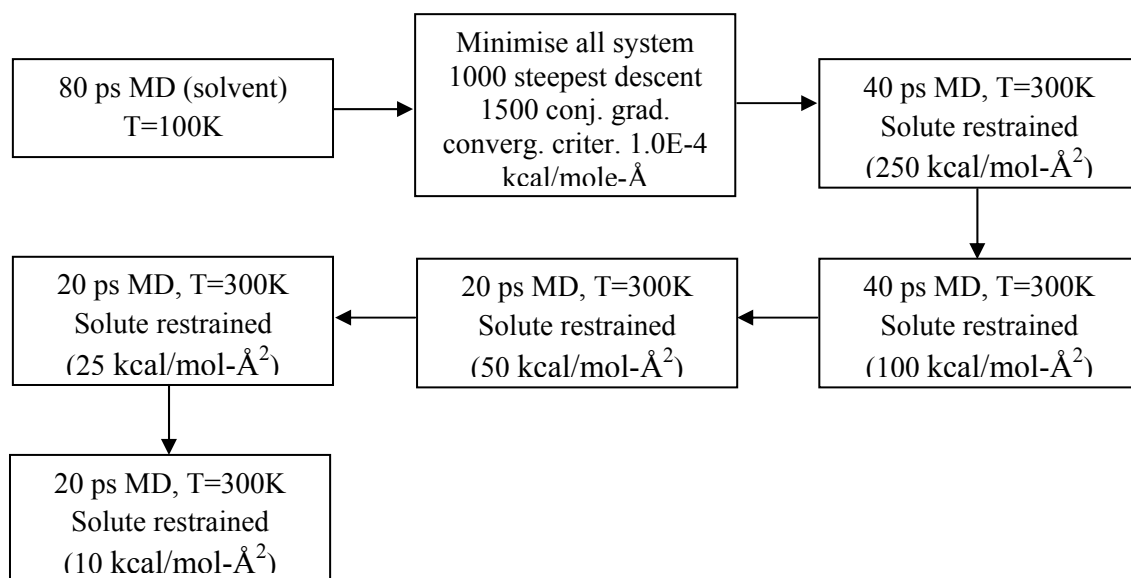 80 ps MD (solvent)
T=100K
Minimise all system
1000 steepest descent
1500 conj. grad.
converg. criter. 1.0E-4
kcal/mole-Å
40 ps MD, T=300K
Solute restrained
(250 kcal/mol-Å²)
40 ps MD, T=300K
Solute restrained
(100 kcal/mol-Å²)
20 ps MD, T=300K
Solute restrained
(50 kcal/mol-Å²)
20 ps MD, T=300K
Solute restrained
(25 kcal/mol-Å²)
20 ps MD, T=300K
Solute restrained
(10 kcal/mol-Å²)